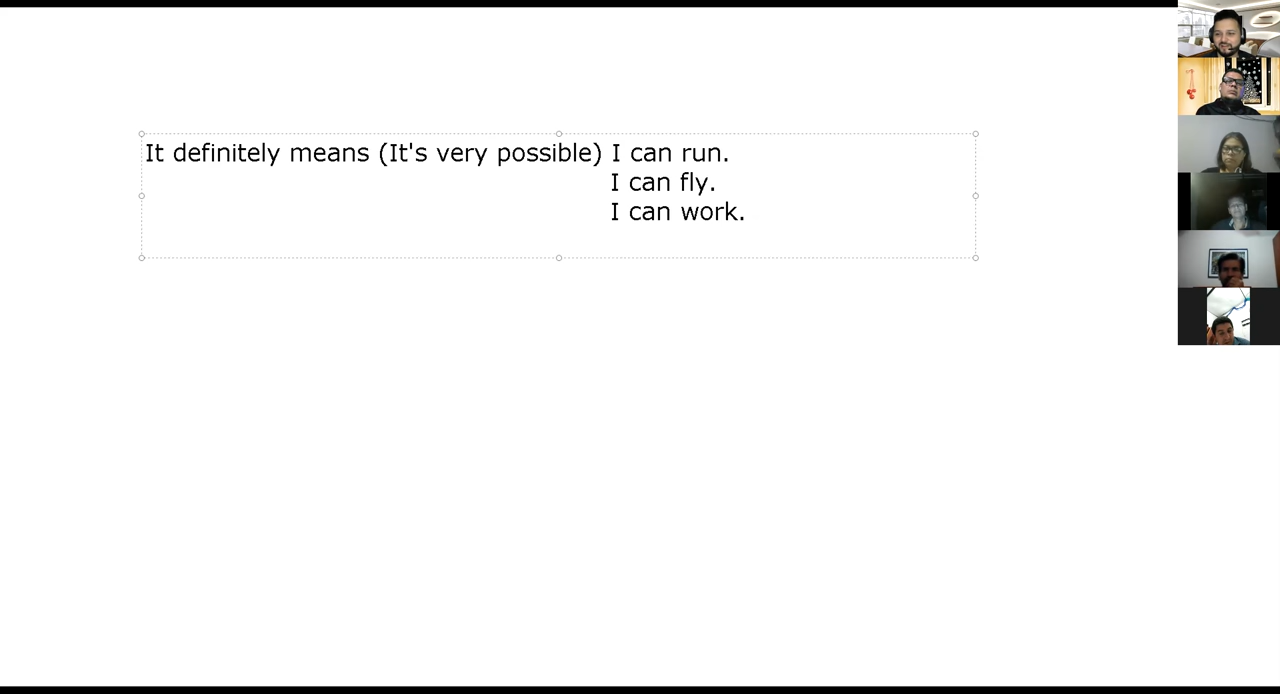 It definitely means (It's very possible) I can run.
I can fly.
I can work.